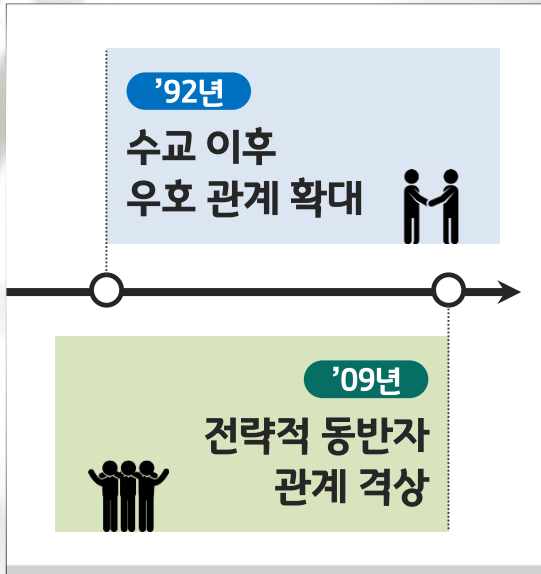 ’92년
수교 이후
우호 관계 확대
’09년
전략적 동반자
관계 격상